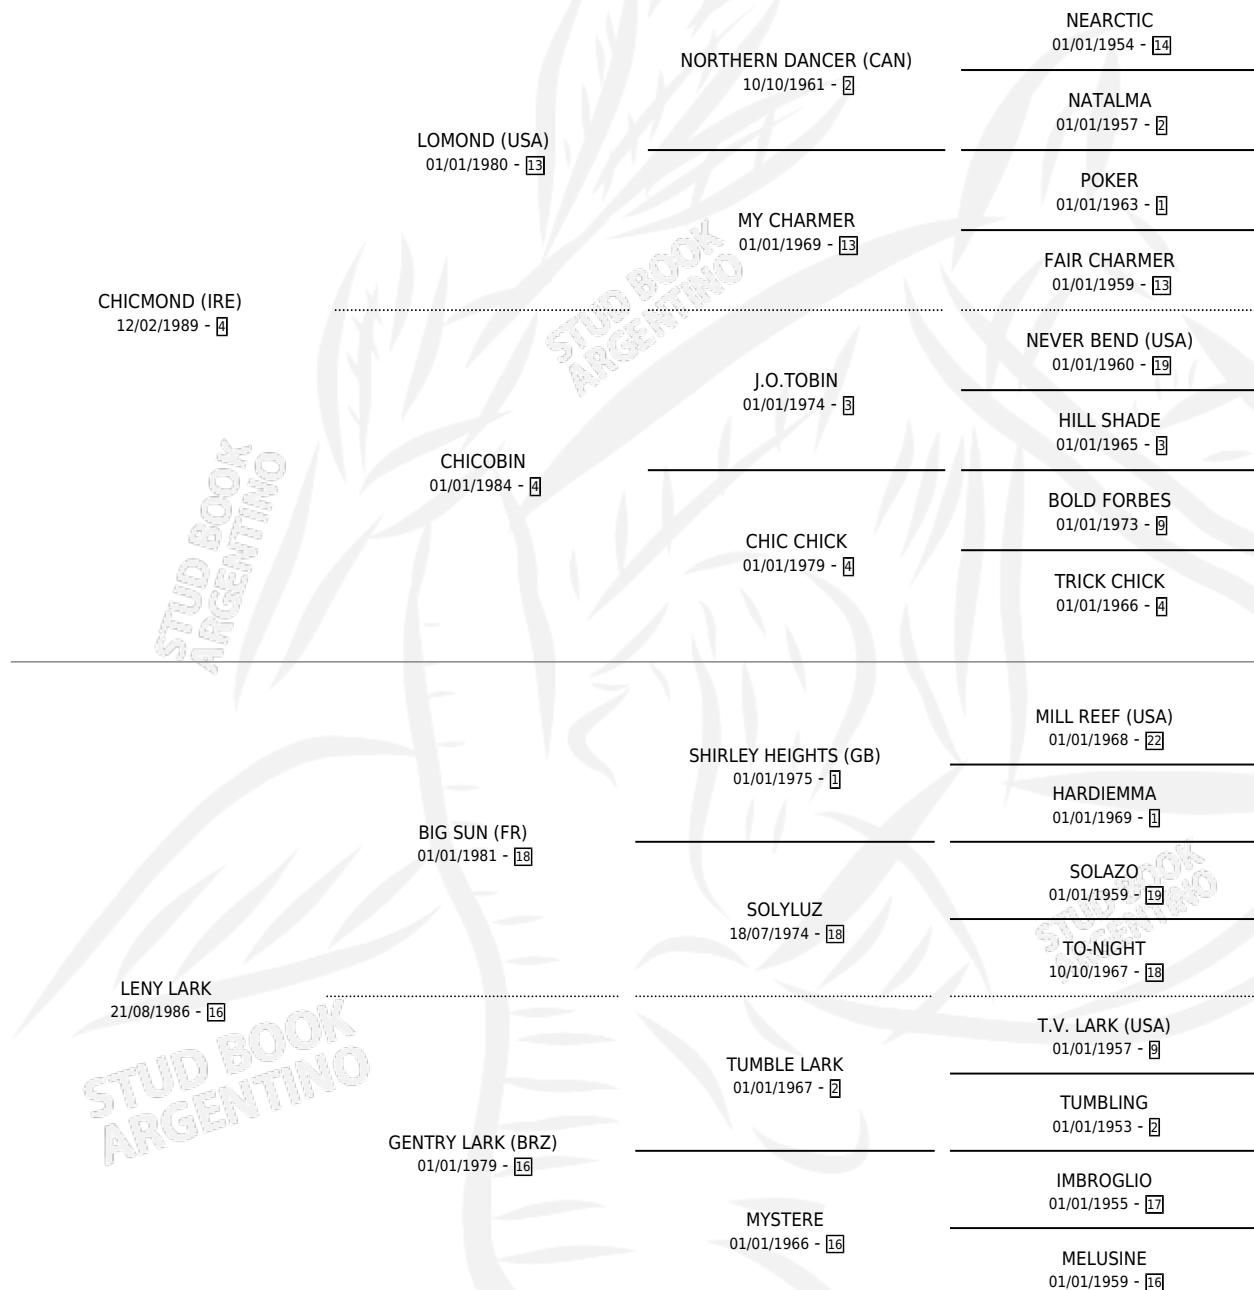 NEARCTIC
01/01/1954 - 14
NORTHERN DANCER (CAN)
10/10/1961 - 2
NATALMA
01/01/1957 - 2
LOMOND (USA)
01/01/1980 - 13
POKER
01/01/1963 - 1
MY CHARMER
01/01/1969 - 13
FAIR CHARMER
01/01/1959 - 13
CHICMOND (IRE)
12/02/1989 - 4
NEVER BEND (USA)
01/01/1960 - 19
J.O.TOBIN
01/01/1974 - 3
HILL SHADE
01/01/1965 - 3
CHICOBIN
01/01/1984 - 4
BOLD FORBES
01/01/1973 - 9
CHIC CHICK
01/01/1979 - 4
TRICK CHICK
01/01/1966 - 4
MILL REEF (USA)
01/01/1968 - 22
SHIRLEY HEIGHTS (GB)
01/01/1975 - 1
HARDIEMMA
01/01/1969 - 1
BIG SUN (FR)
01/01/1981 - 18
SOLAZO
01/01/1959 - 19
SOLYLUZ
18/07/1974 - 18
TO-NIGHT
10/10/1967 - 18
LENY LARK
21/08/1986 - 16
T.V. LARK (USA)
01/01/1957 - 9
TUMBLE LARK
01/01/1967 - 2
TUMBLING
01/01/1953 - 2
GENTRY LARK (BRZ)
01/01/1979 - 16
IMBROGLIO
01/01/1955 - 17
MYSTERE
01/01/1966 - 16
MELUSINE
01/01/1959 - 16
STUD BOOK
ARGENTINO
STUD BOOK
ARGENTINO
STUD BOOK
ARGENTINO
STUD BOOK
ARGENTINO